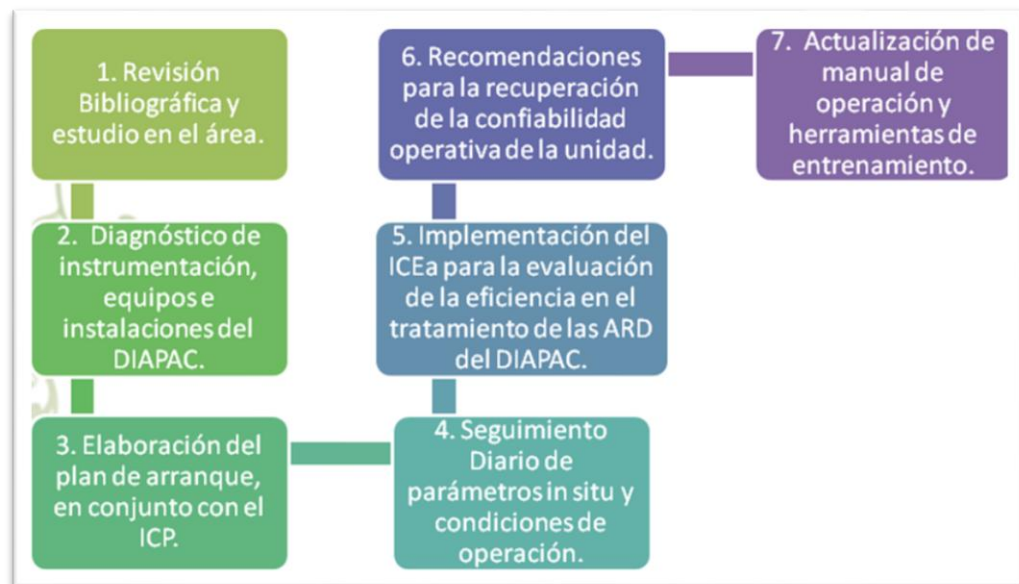 1. Revisión
Bibliográfica y
estudio en el área.
2. Diagnóstico de
instrumentación,
equipos e
instalaciones del
DIAPAC.
3. Elaboración del
plan de arranque,
en conjunto con el
ICP.
4. Seguimiento
Diario de
parámetros in situ y
condiciones de
operación.
5. Implementación del
ICEa para la evaluación
de la eficiencia en el
tratamiento de las ARD
del DIAPAC.
6. Recomendaciones
para la recuperación
de la confiabilidad
operativa de la unidad.
7. Actualización de
manual de
operación y
herramientas de
entrenamiento.